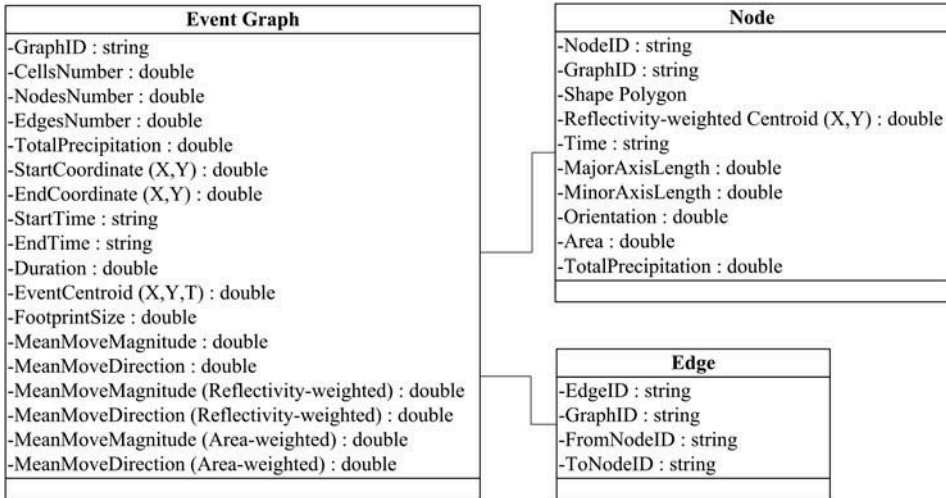 Event Graph
-GraphID : string
-CellsNumber : double
-NodesNumber : double
-EdgesNumber : double
-TotalPrecipitation : double
-StartCoordinate (X,Y) : double
-EndCoordinate (X,Y) : double
-StartTime : string
-EndTime : string
-Duration : double
-EventCentroid (X,Y,T) : double
-FootprintSize : double
-MeanMoveMagnitude : double
-MeanMoveDirection : double
-MeanMoveMagnitude (Reflectivity-weighted) : double
-MeanMoveDirection (Reflectivity-weighted) : double
-MeanMoveMagnitude (Area-weighted) : double
-MeanMoveDirection (Area-weighted) : double
Node
-NodeID : string
-GraphID : string
-Shape Polygon
-Reflectivity-weighted Centroid (X,Y) : double
-Time : string
-MajorAxisLength : double
-MinorAxisLength : double
-Orientation : double
-Area : double
-TotalPrecipitation : double
Edge
-EdgeID : string
-GraphID : string
-FromNodeID : string
-ToNodeID : string